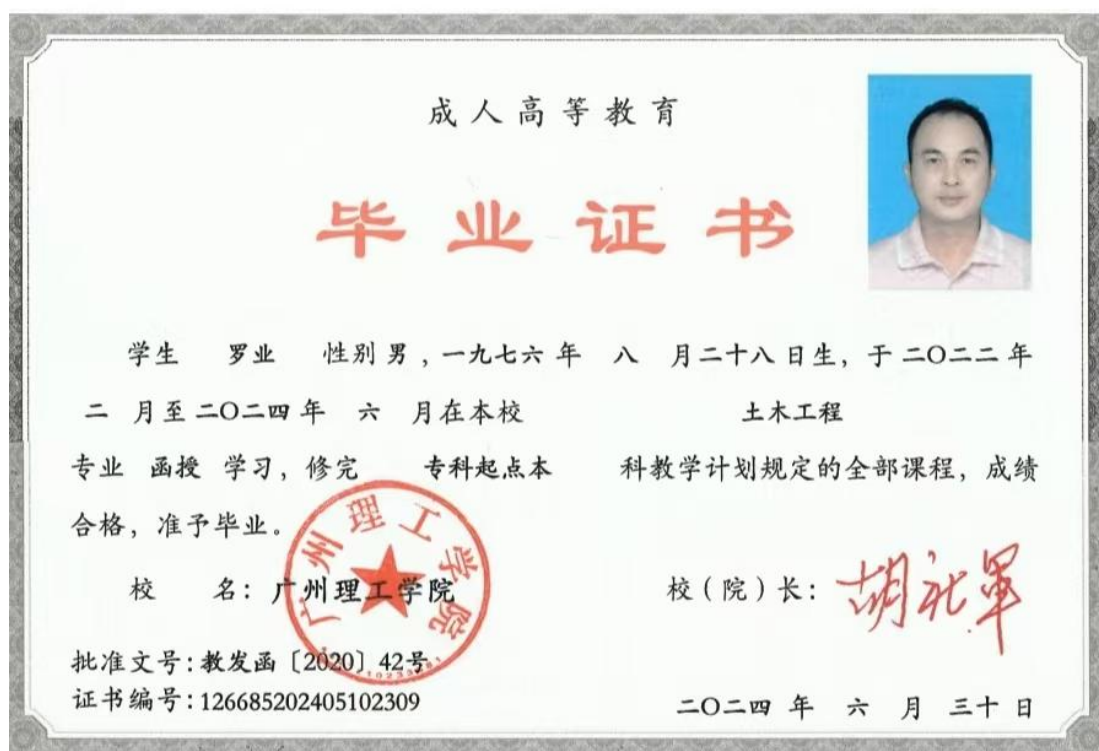 成人高等教育
毕业证书
学生 罗业 性别 男，一九七六 年 八 月 二十八 日生，于 二〇二二 年
二 月至 二〇二四 年 六 月在本校 土木工程
专业 函授 学习，修完 专科起点本 科教学计划规定的全部课程，成绩
合格，准予毕业。
校 名：广州理工学院
校（院）长：胡社军
广州理工学院
批准文号：教发函〔2020〕42号
证书编号：126685202405102309
二〇二四 年 六 月 三十 日